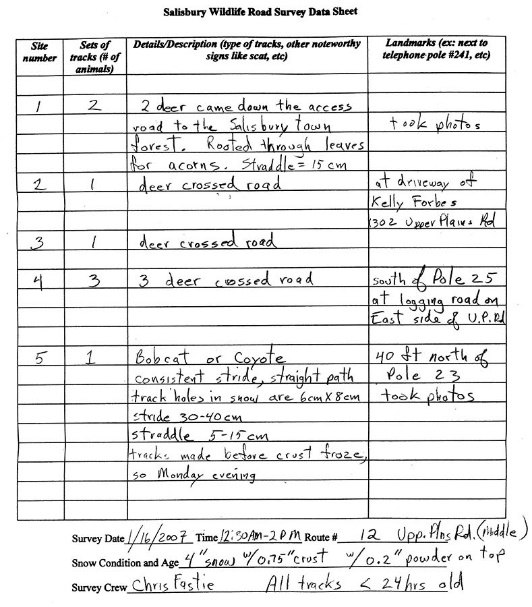 Salisbury Wildlife Road Survey Data Sheet
Site number
Sets of tracks (# of animals)
Details/Description (type of tracks, other noteworthy signs like scat, etc)
Landmarks (ex: next to telephone pole #241, etc)
1
2
2 deer came down the access
road to the Salisbury town
forest. Rooted through leaves
for acorns. Straddle = 15 cm
took photos
2
1
deer crossed road
at driveway of
Kelly Forbes
1302 Upper Plains Rd
3
1
deer crossed road
4
3
3 deer crossed road
south of Pole 25
at logging road on
East side of U.P.Rd
5
1
Bobcat or Coyote
consistent stride, straight path
track holes in snow are 6cm X 8cm
stride 30-40cm
straddle 5-15cm
tracks made before crust froze,
so Monday evening
40 ft north of
Pole 23
took photos
Survey Date 1/16/2007 Time 12:50AM-2PM Route # 12 Upp. Plns Rd. (middle)
Snow Condition and Age 4" snow w/0.75" crust w/0.2" powder on top
Survey Crew Chris Fastie All tracks < 24 hrs old